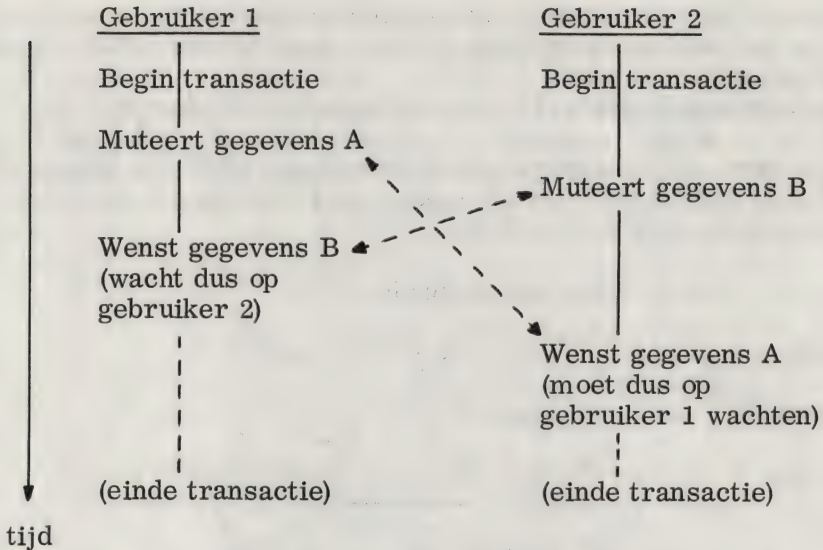 Gebruiker 1
Begin transactie
Muteert gegevens A
Wenst gegevens B
(wacht dus op
gebruiker 2)
(einde transactie)
Gebruiker 2
Begin transactie
Muteert gegevens B
Wenst gegevens A
(moet dus op
gebruiker 1 wachten)
(einde transactie)
tijd